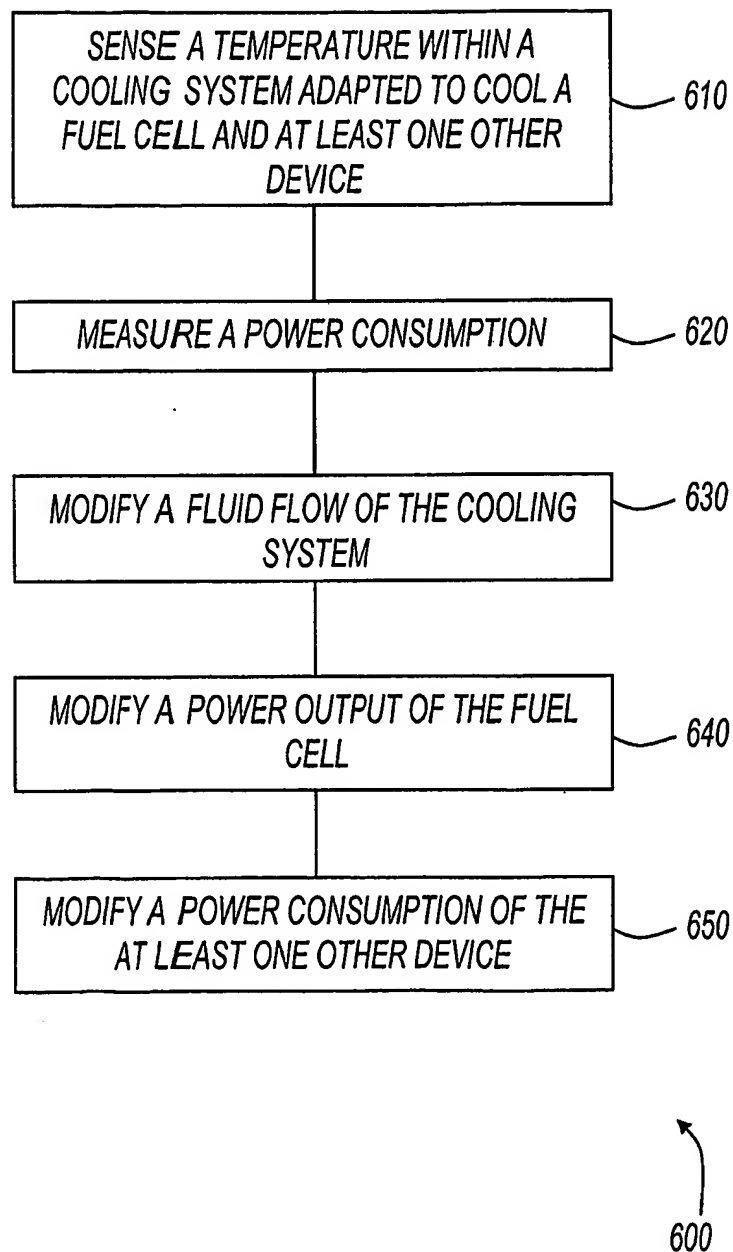 SENSE A TEMPERATURE WITHIN A
COOLING SYSTEM ADAPTED TO COOL A
FUEL CELL AND AT LEAST ONE OTHER
DEVICE
610
MEASURE A POWER CONSUMPTION
620
MODIFY A FLUID FLOW OF THE COOLING
SYSTEM
630
MODIFY A POWER OUTPUT OF THE FUEL
CELL
640
MODIFY A POWER CONSUMPTION OF THE
AT LEAST ONE OTHER DEVICE
650
600